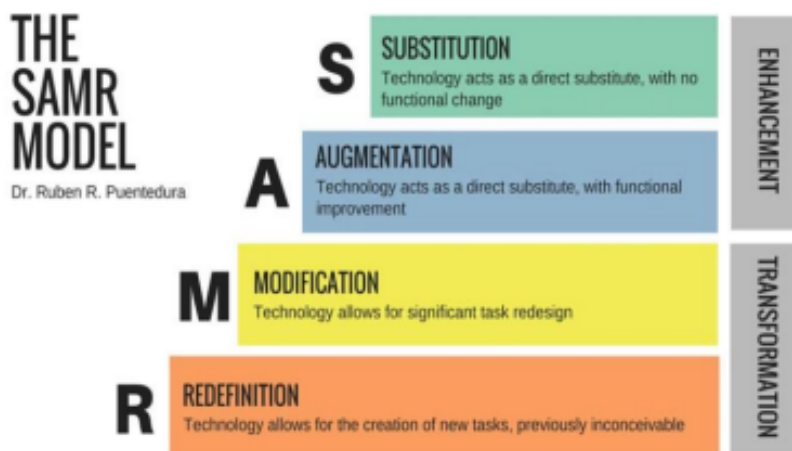 THE
SAMR
MODEL
Dr. Ruben R. Puentedura
S
SUBSTITUTION
Technology acts as a direct substitute, with no
functional change
A
AUGMENTATION
Technology acts as a direct substitute, with functional
improvement
ENHANCEMENT
M
MODIFICATION
Technology allows for significant task redesign
R
REDEFINITION
Technology allows for the creation of new tasks, previously inconceivable
TRANSFORMATION